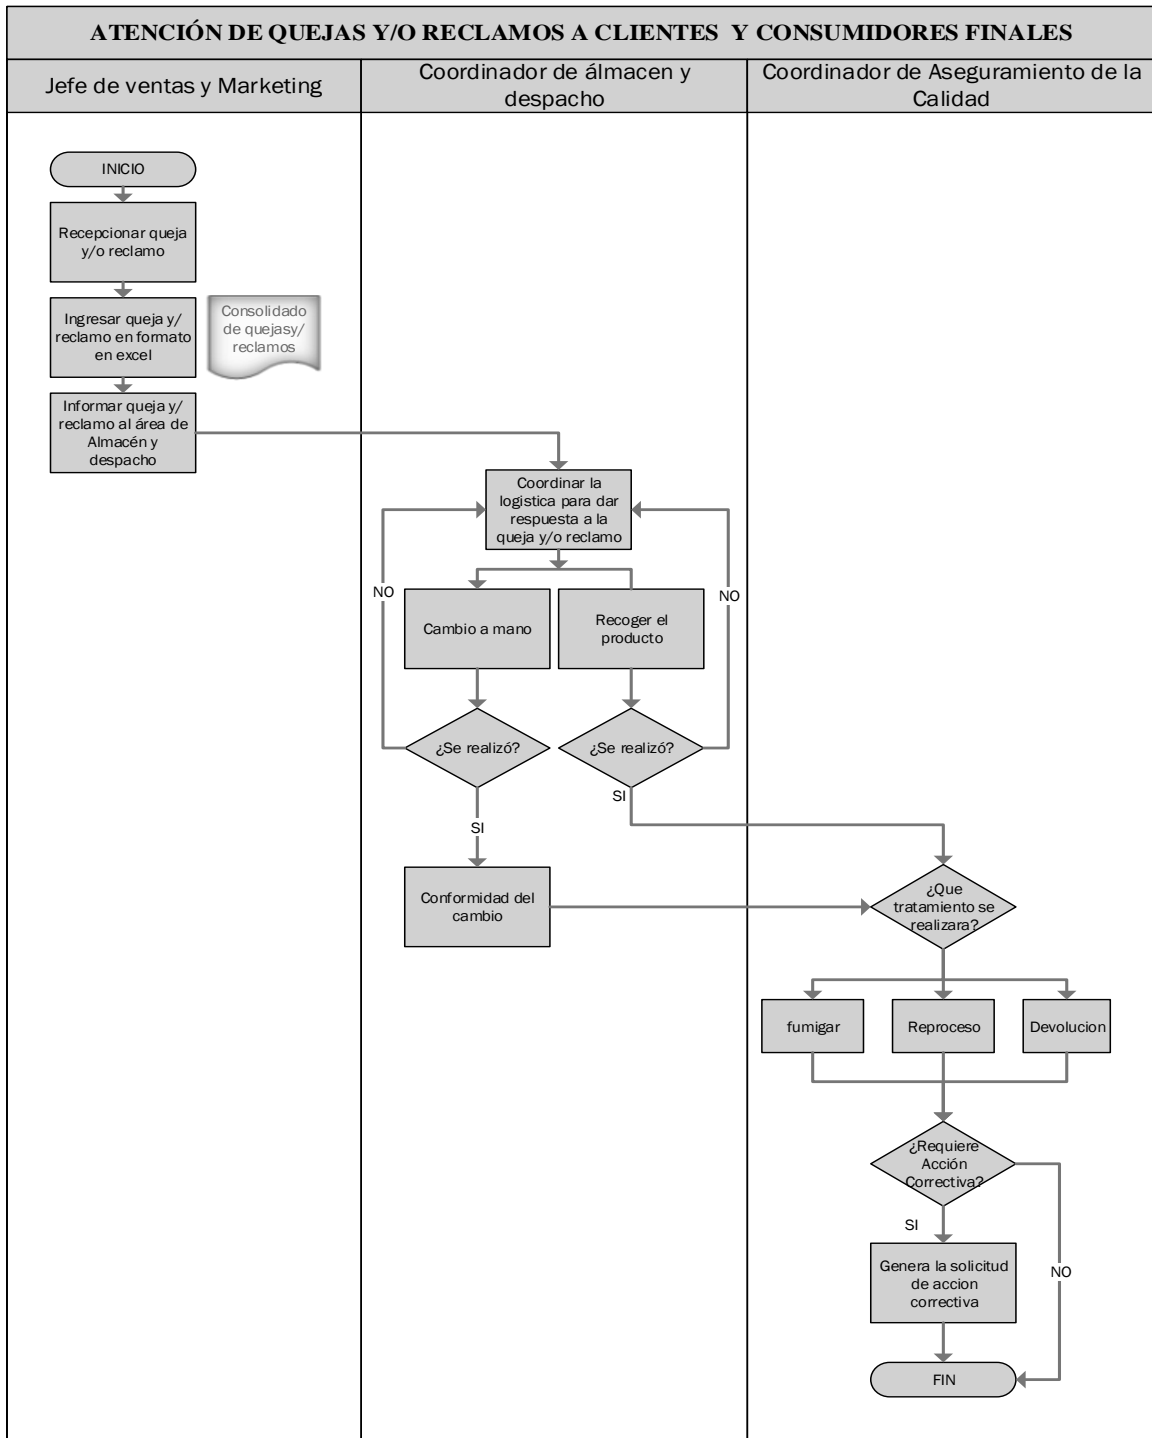 ATENCIÓN DE QUEJAS Y/O RECLAMOS A CLIENTES Y CONSUMIDORES FINALES
Jefe de ventas y Marketing
Coordinador de álmacen y
despacho
Coordinador de Aseguramiento de la
Calidad
INICIO
Recepcionar queja
y/o reclamo
Ingresar queja y/
reclamo en formato
en excel
Consolidado
de quejasy/
reclamos
Informar queja y/
reclamo al área de
Almacén y
despacho
Coordinar la
logistica para dar
respuesta a la
queja y/o reclamo
NO
NO
Cambio a mano
Recoger el
producto
¿Se realizó?
¿Se realizó?
SI
SI
Conformidad del
cambio
¿Que
tratamiento se
realizara?
fumigar
Reproceso
Devolucion
¿Requiere
Acción
Correctiva?
SI
NO
Genera la solicitud
de accion
correctiva
FIN